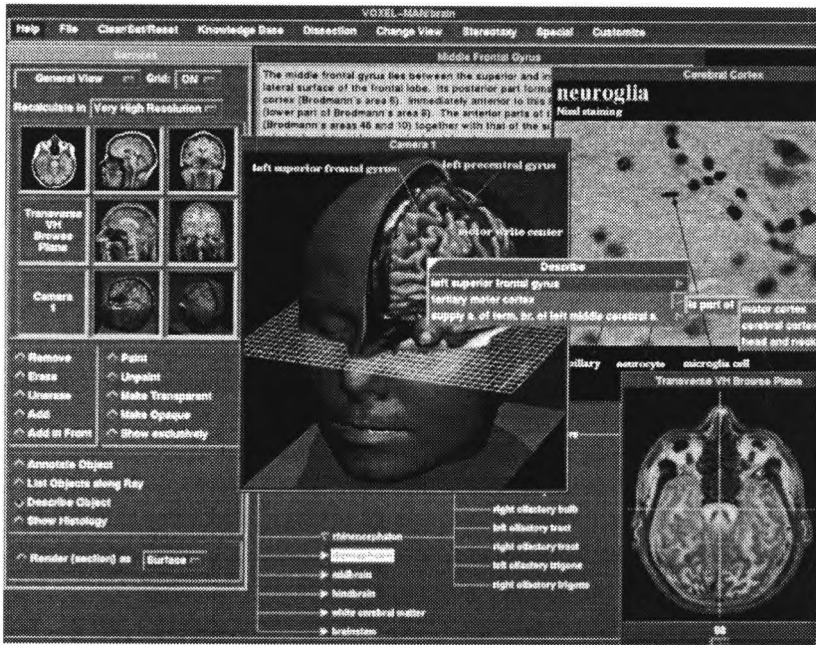 VOXEL-MAN/brain
Help File Clear/Set/Reset Knowledge Base Dissection Change View Stereotaxy Special Customize
General View Grid: ON
Recalculate in Very High Resolution
Transverse
VH
Browse
Plane
Camera
1
Remove Paint
Erase Unpaint
Unerase Make Transparent
Add Make Opaque
Add in Front Show exclusively
Annotate Object
List Objects along Ray
Describe Object
Show Histology
Render (section) as Surface
Middle Frontal Gyrus
The middle frontal gyrus lies between the superior and in
lateral surface of the frontal lobe. Its posterior part forms
cortex (Brodmann's area 6). Immediately anterior to this
(lower part of Brodmann's area 8). The anterior parts of
(Brodmann's areas 46 and 10) together with that of the su
Cerebral Cortex
neuroglia
Nissl staining
Camera 1
left superior frontal gyrus left precentral gyrus
center
Describe
left superior frontal gyrus
tertiary motor cortex
supply a. of term. br. of left middle cerebral a.
is part of
motor cortex
cerebral cortex
head and neck
neurocyte microglia cell
Transverse VH Browse Plane
right olfactory bulb
left olfactory tract
right olfactory tract
left olfactory trigone
right olfactory trigone
rhinencephalon
midbrain
hindbrain
white cerebral matter
brainstem